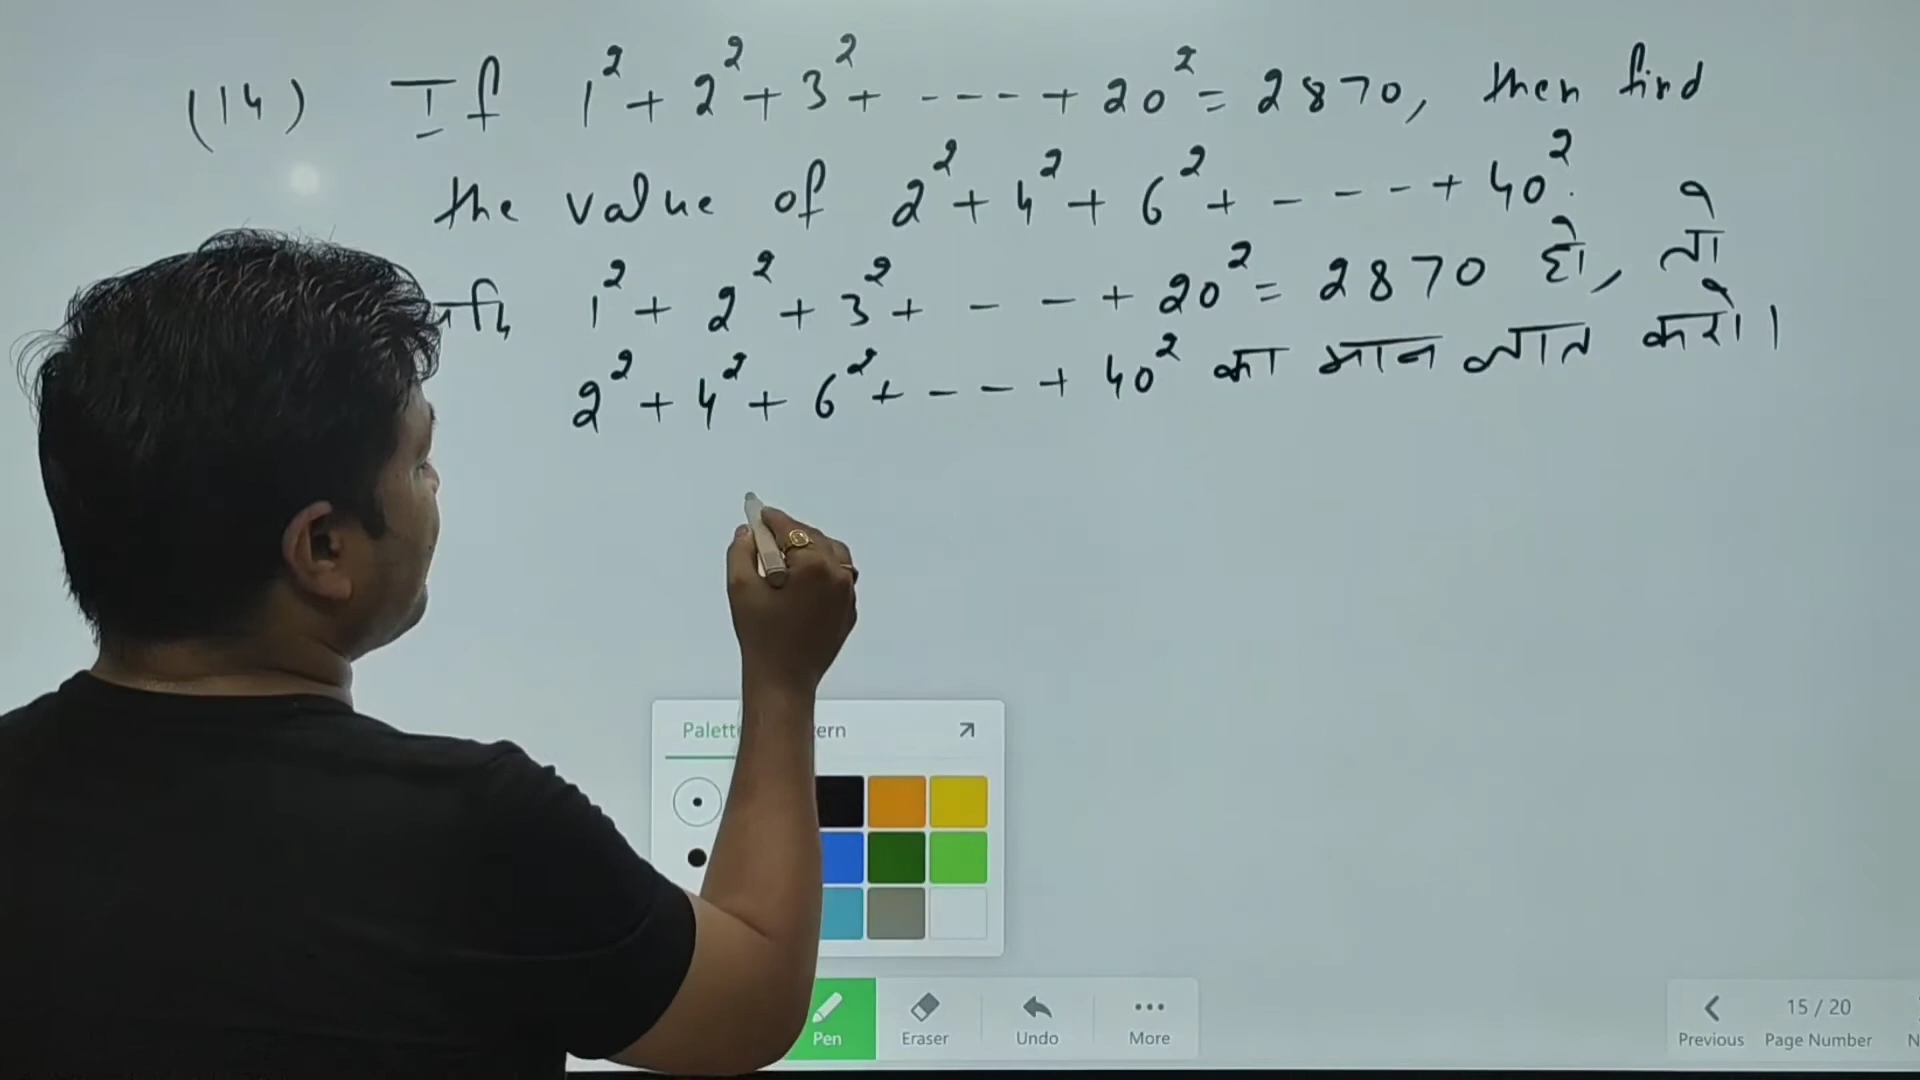 (14) If 1² + 2² + 3² + ---- + 20² = 2870, then find
the value of 2² + 4² + 6² + ---- + 40².
1² + 2² + 3² + -- + 20² = 2870 हो, तो
2² + 4² + 6² + -- + 40² का मान ज्ञात करो।
Pen
Eraser
Undo
More
Previous
15 / 20
Page Number